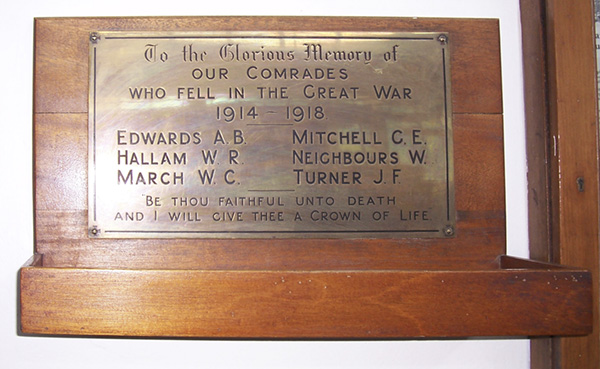 To the Glorious Memory of
OUR COMRADES
WHO FELL IN THE GREAT WAR
1914 - 1918
EDWARDS A.B. MITCHELL C.E.
HALLAM W.R. NEIGHBOURS W.
MARCH W.C. TURNER J.F.
BE THOU FAITHFUL UNTO DEATH
AND I WILL GIVE THEE A CROWN OF LIFE